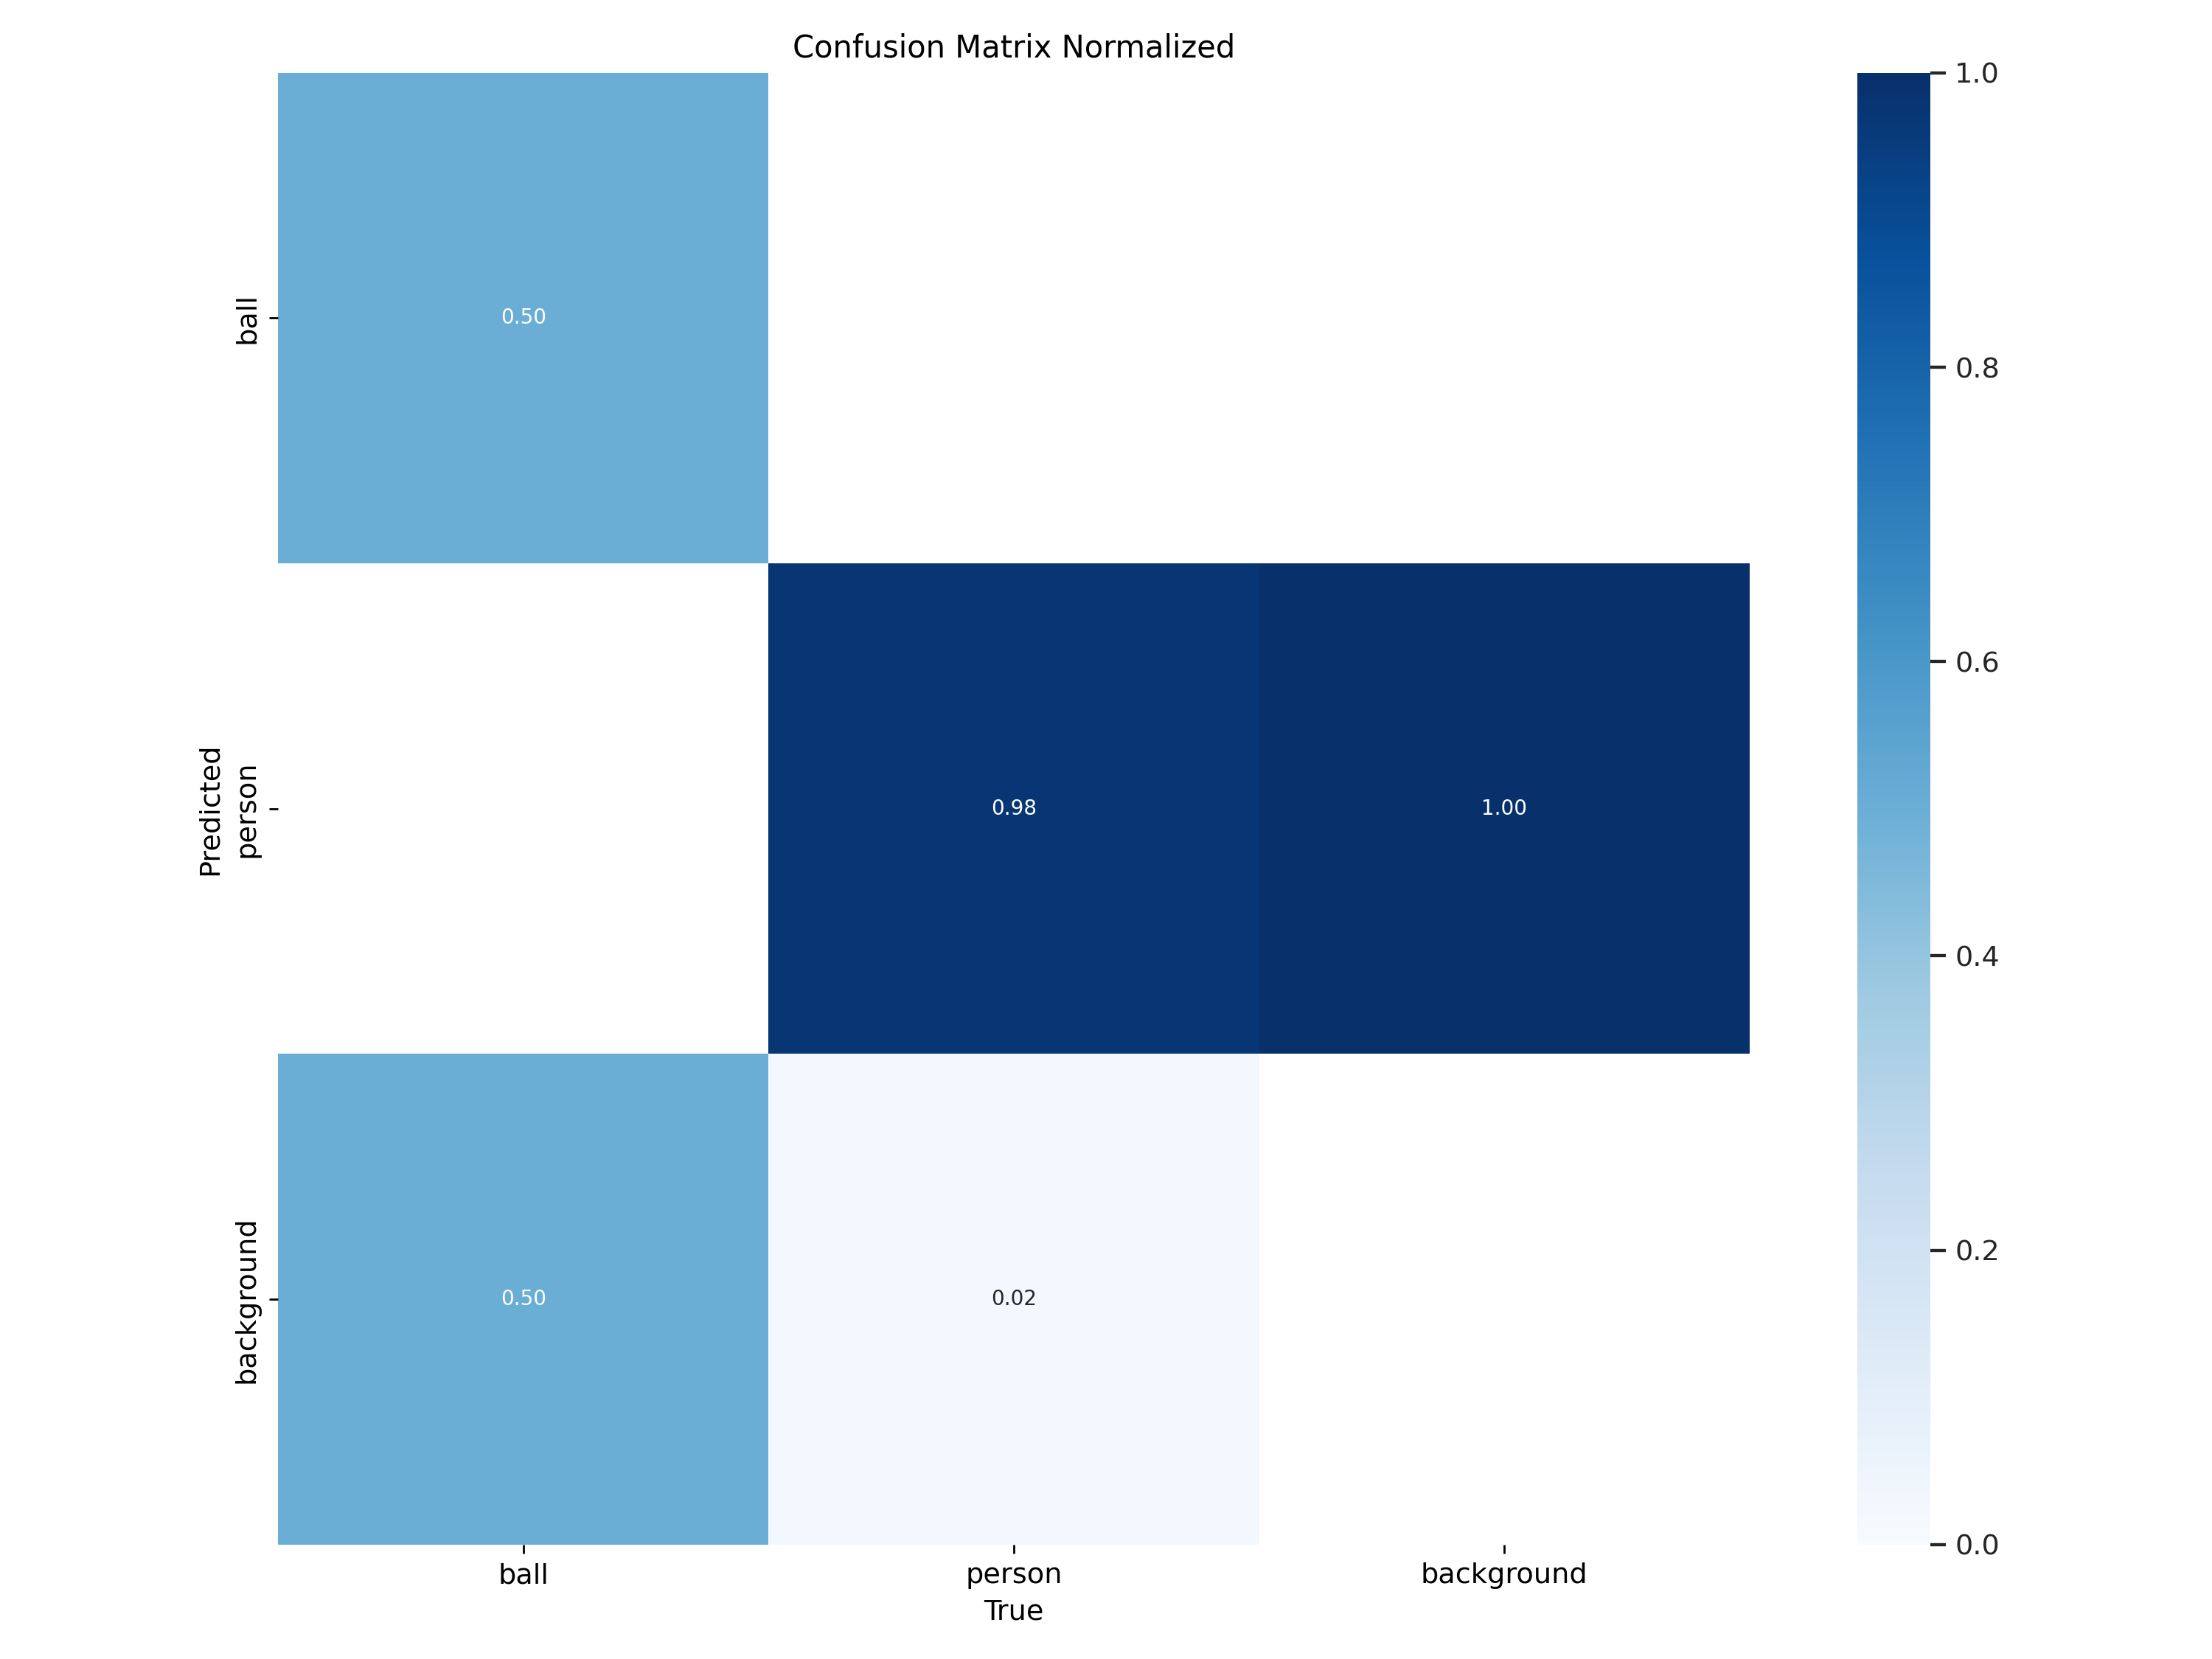 Confusion Matrix Normalized
1.0
0.8
0.6
0.4
0.2
0.0
Predicted
ball
person
background
0.50
0.98
1.00
0.50
0.02
ball
person
background
True